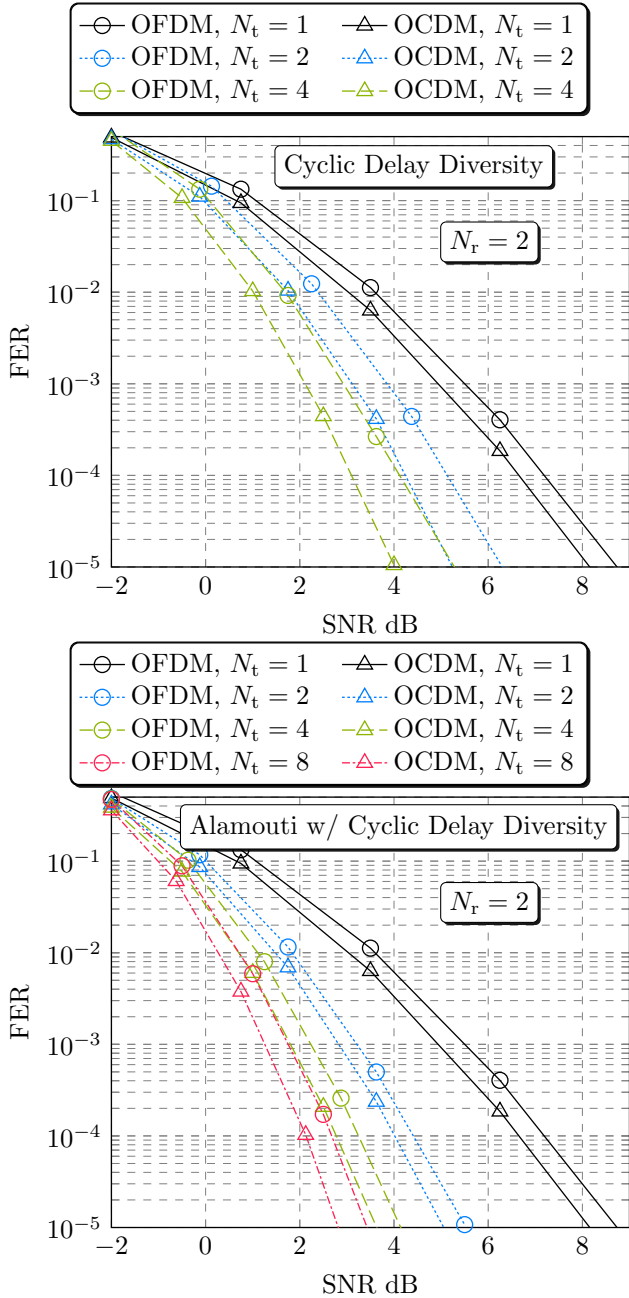 OFDM, Nₜ = 1 OCDM, Nₜ = 1
OFDM, Nₜ = 2 OCDM, Nₜ = 2
OFDM, Nₜ = 4 OCDM, Nₜ = 4
Cyclic Delay Diversity
Nᵣ = 2
FER
10⁻¹
10⁻²
10⁻³
10⁻⁴
10⁻⁵
−2 0 2 4 6 8
SNR dB
OFDM, Nₜ = 1 OCDM, Nₜ = 1
OFDM, Nₜ = 2 OCDM, Nₜ = 2
OFDM, Nₜ = 4 OCDM, Nₜ = 4
OFDM, Nₜ = 8 OCDM, Nₜ = 8
Alamouti w/ Cyclic Delay Diversity
Nᵣ = 2
FER
10⁻¹
10⁻²
10⁻³
10⁻⁴
10⁻⁵
−2 0 2 4 6 8
SNR dB